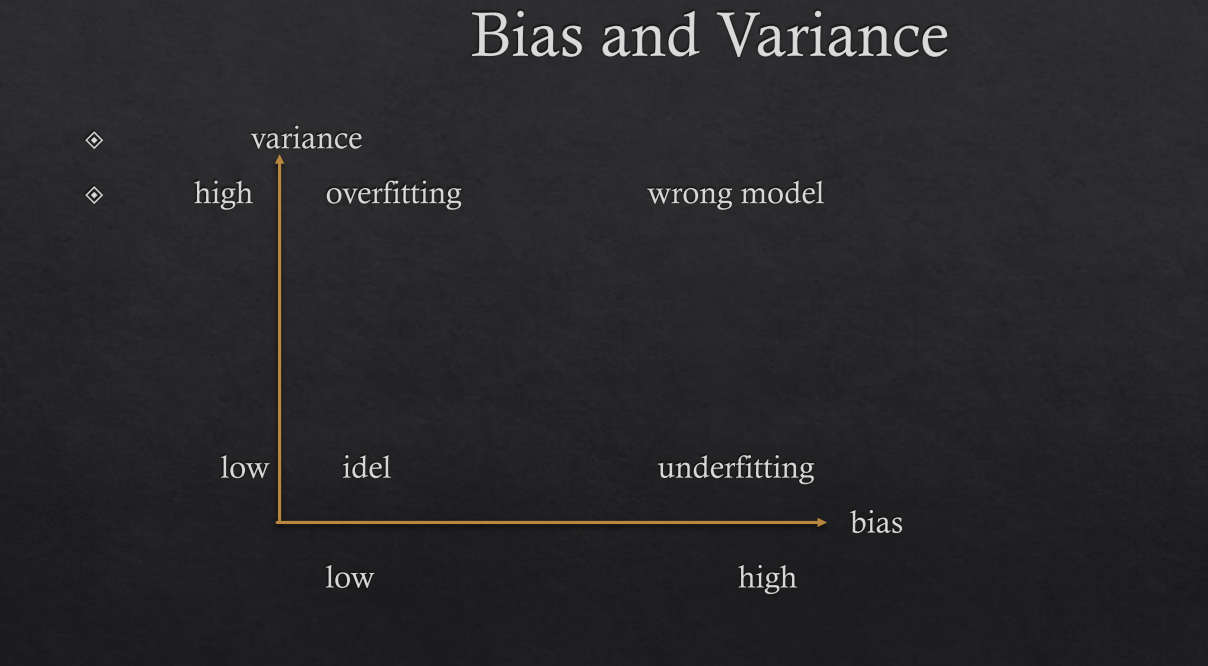 Bias and Variance
variance
high overfitting wrong model
low idel underfitting
bias
low high